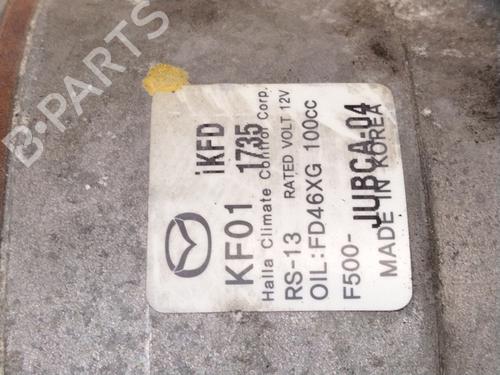 B-PARTS
iKFD
KF01 1735
Halla Climate Control Corp.
RS-13 RATED VOLT 12V
OIL:FD46XG 100cc
F500-JUBCA-04
MADE IN KOREA